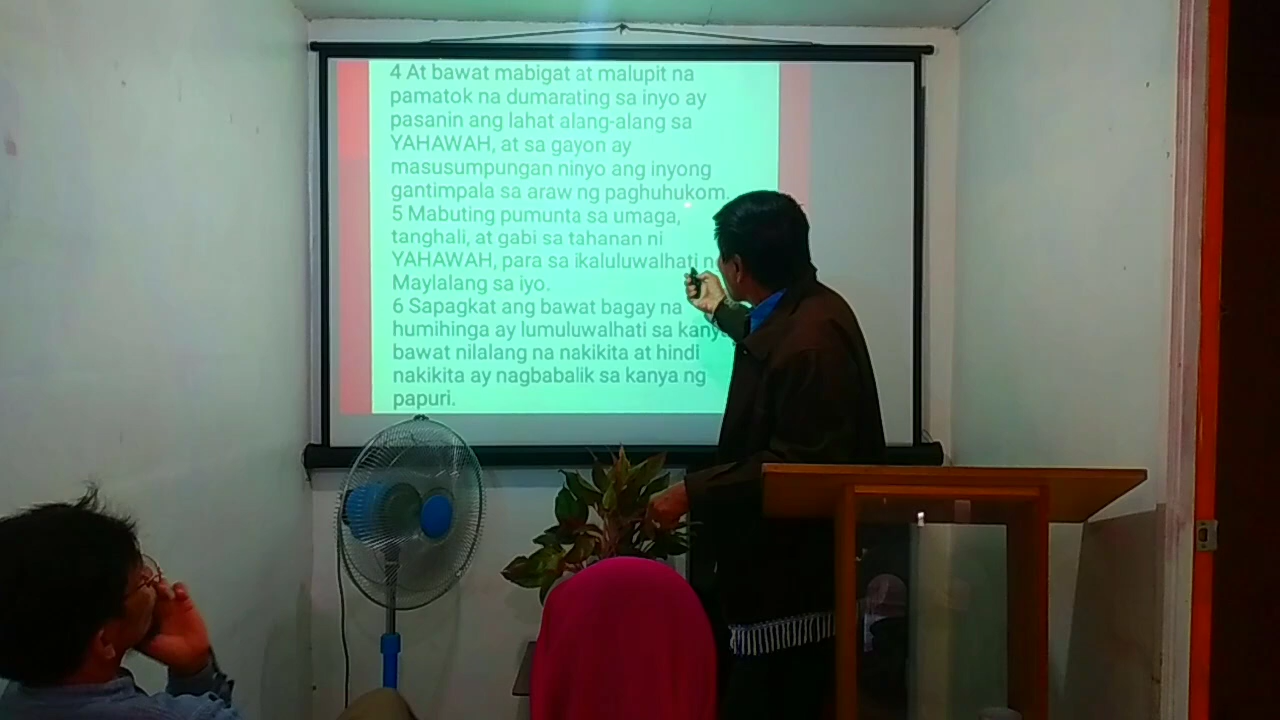 4 At bawat mabigat at malupit na
pamatok na dumarating sa inyo ay
pasanin ang lahat alang-alang sa
YAHAWAH, at sa gayon ay
masusumpungan ninyo ang inyong
gantimpala sa araw ng paghuhukom.
5 Mabuting pumunta sa umaga,
tanghali, at gabi sa tahanan ni
YAHAWAH, para sa ikaluluwalhati
Maylalang sa iyo.
6 Sapagkat ang bawat bagay na
humihinga ay lumuluwalhati sa
bawat nilalang na nakikita at hindi
nakikita ay nagbabalik sa kanya ng
papuri.